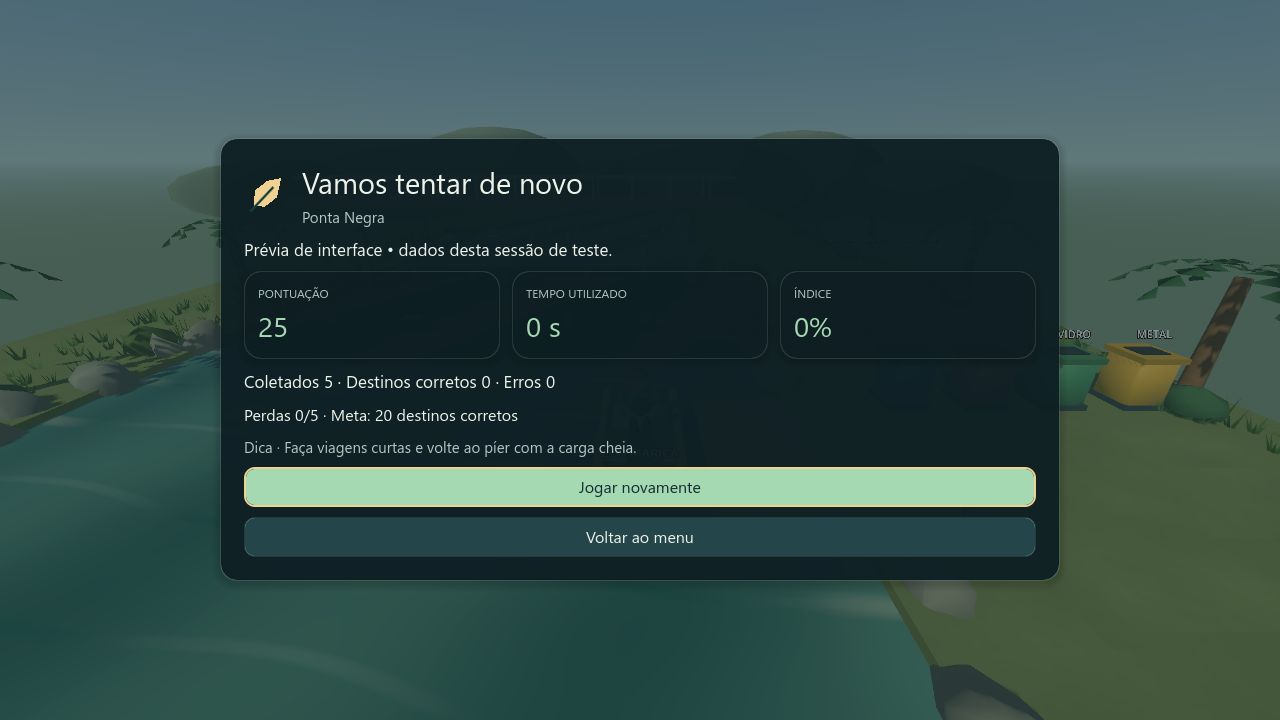 Vamos tentar de novo
Ponta Negra
Prévia de interface • dados desta sessão de teste.
PONTUAÇÃO
25
TEMPO UTILIZADO
0 s
ÍNDICE
0%
Coletados 5 · Destinos corretos 0 · Erros 0
Perdas 0/5 · Meta: 20 destinos corretos
Dica · Faça viagens curtas e volte ao píer com a carga cheia.
Jogar novamente
Voltar ao menu
VIDRO
METAL